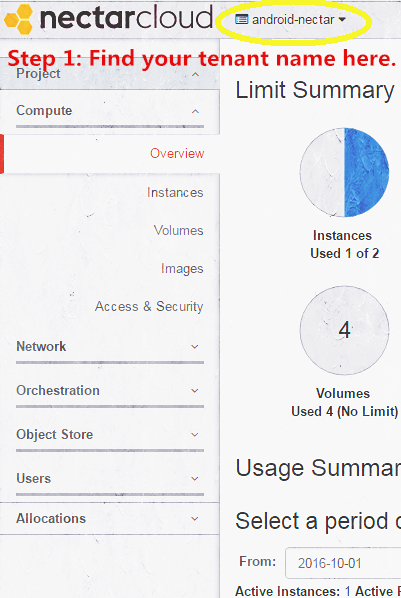 nectarcloud android-nectar
Step 1: Find your tenant name here.
Project
Compute
Overview
Instances
Volumes
Images
Access & Security
Network
Orchestration
Object Store
Users
Allocations
Limit Summary
Instances
Used 1 of 2
4
Volumes
Used 4 (No Limit)
Usage Summar
Select a period
From: 2016-10-01
Active Instances: 1 Active